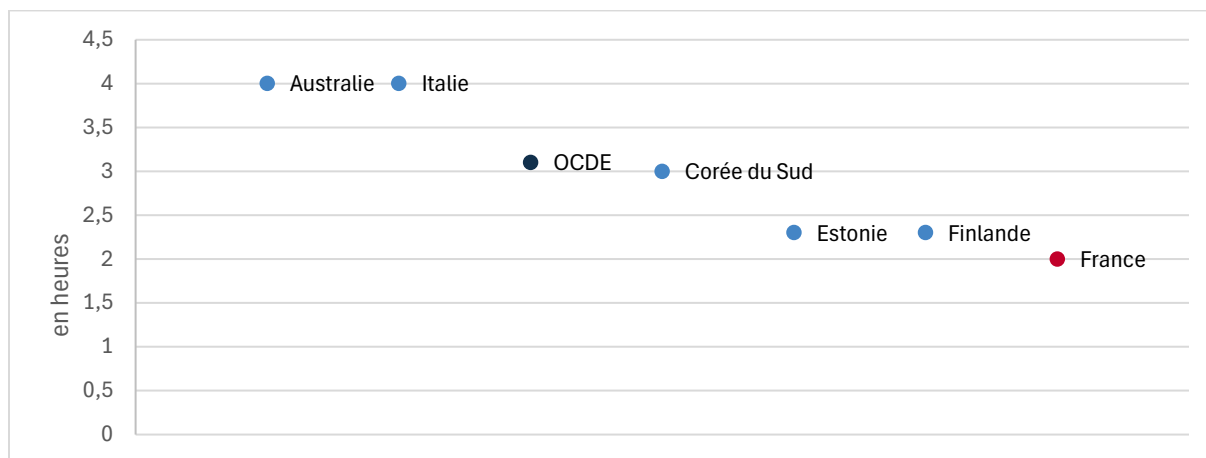 4,5
4
3,5
3
2,5
2
1,5
1
0,5
0
en heures
Australie
Italie
OCDE
Corée du Sud
Estonie
Finlande
France